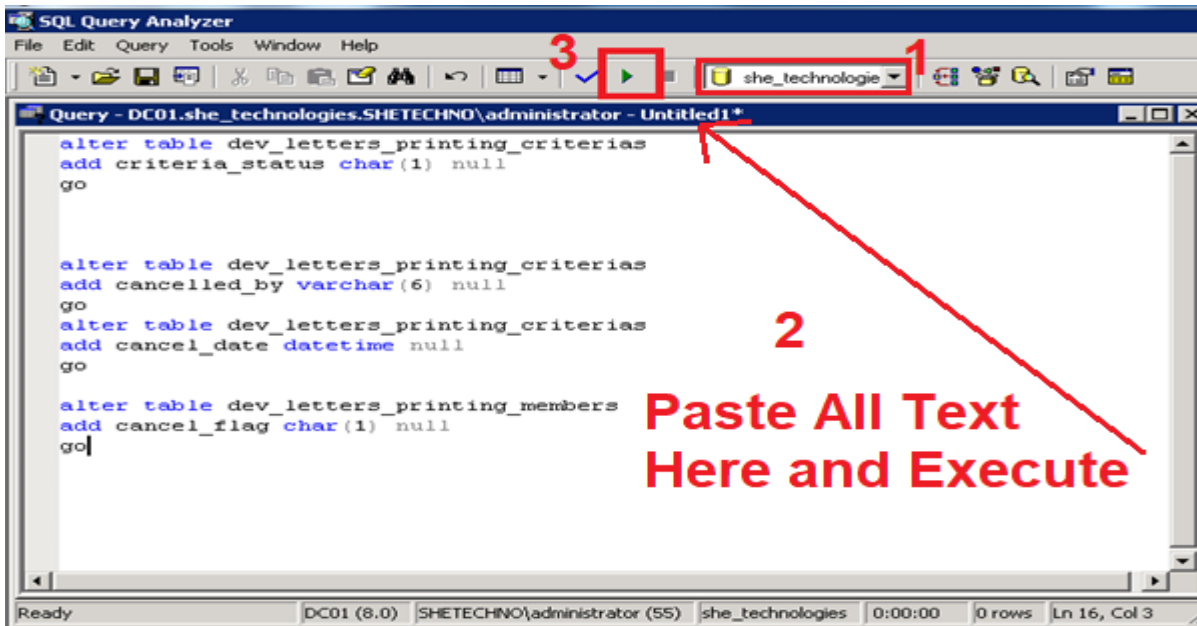 SQL Query Analyzer
File Edit Query Tools Window Help
3
1
she_technologie
Query - DC01.she_technologies.SHETECHNO\administrator - Untitled1*
alter table dev_letters_printing_criterias
add criteria_status char(1) null
go
alter table dev_letters_printing_criterias
add cancelled_by varchar(6) null
go
alter table dev_letters_printing_criterias
add cancel_date datetime null
go
alter table dev_letters_printing_members
add cancel_flag char(1) null
go
2
Paste All Text
Here and Execute
Ready DC01 (8.0) SHETECHNO\administrator (55) she_technologies 0:00:00 0 rows Ln 16, Col 3